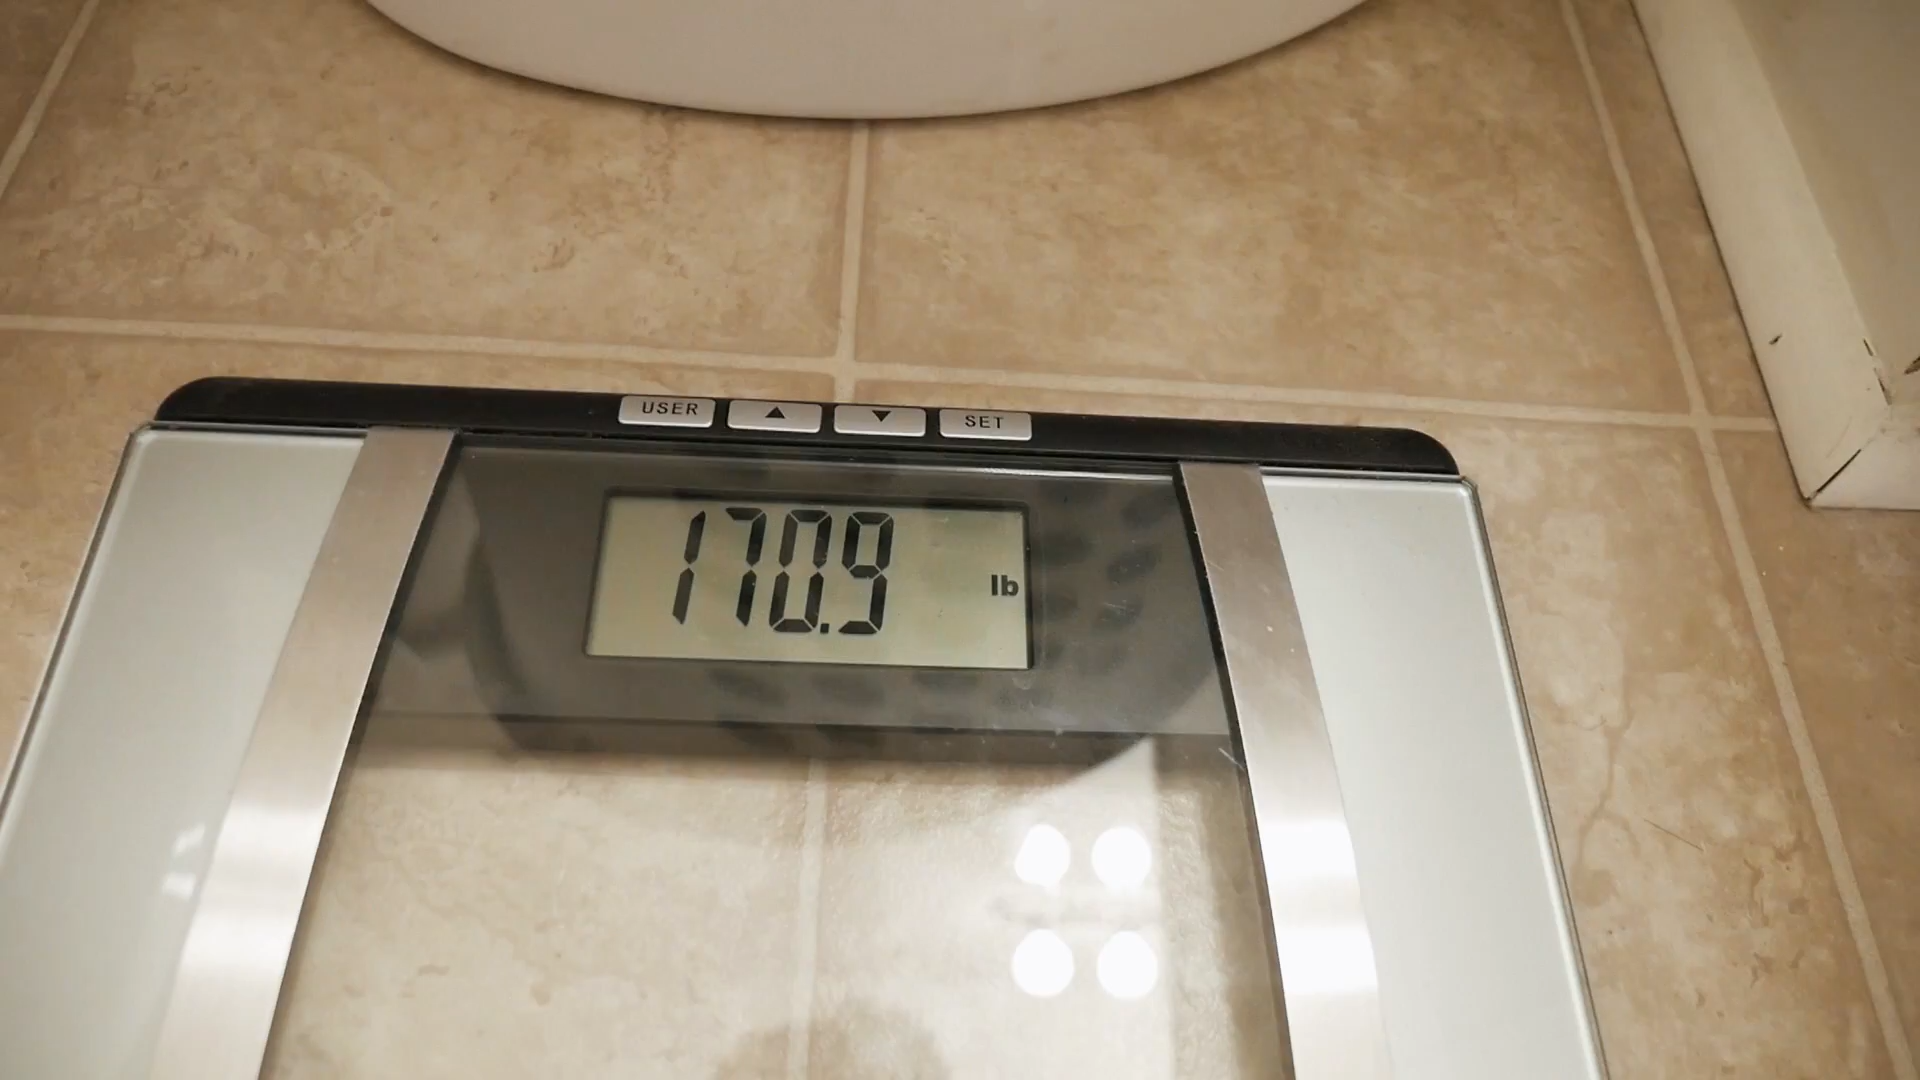 USER ▲ ▼ SET
170.9 lb